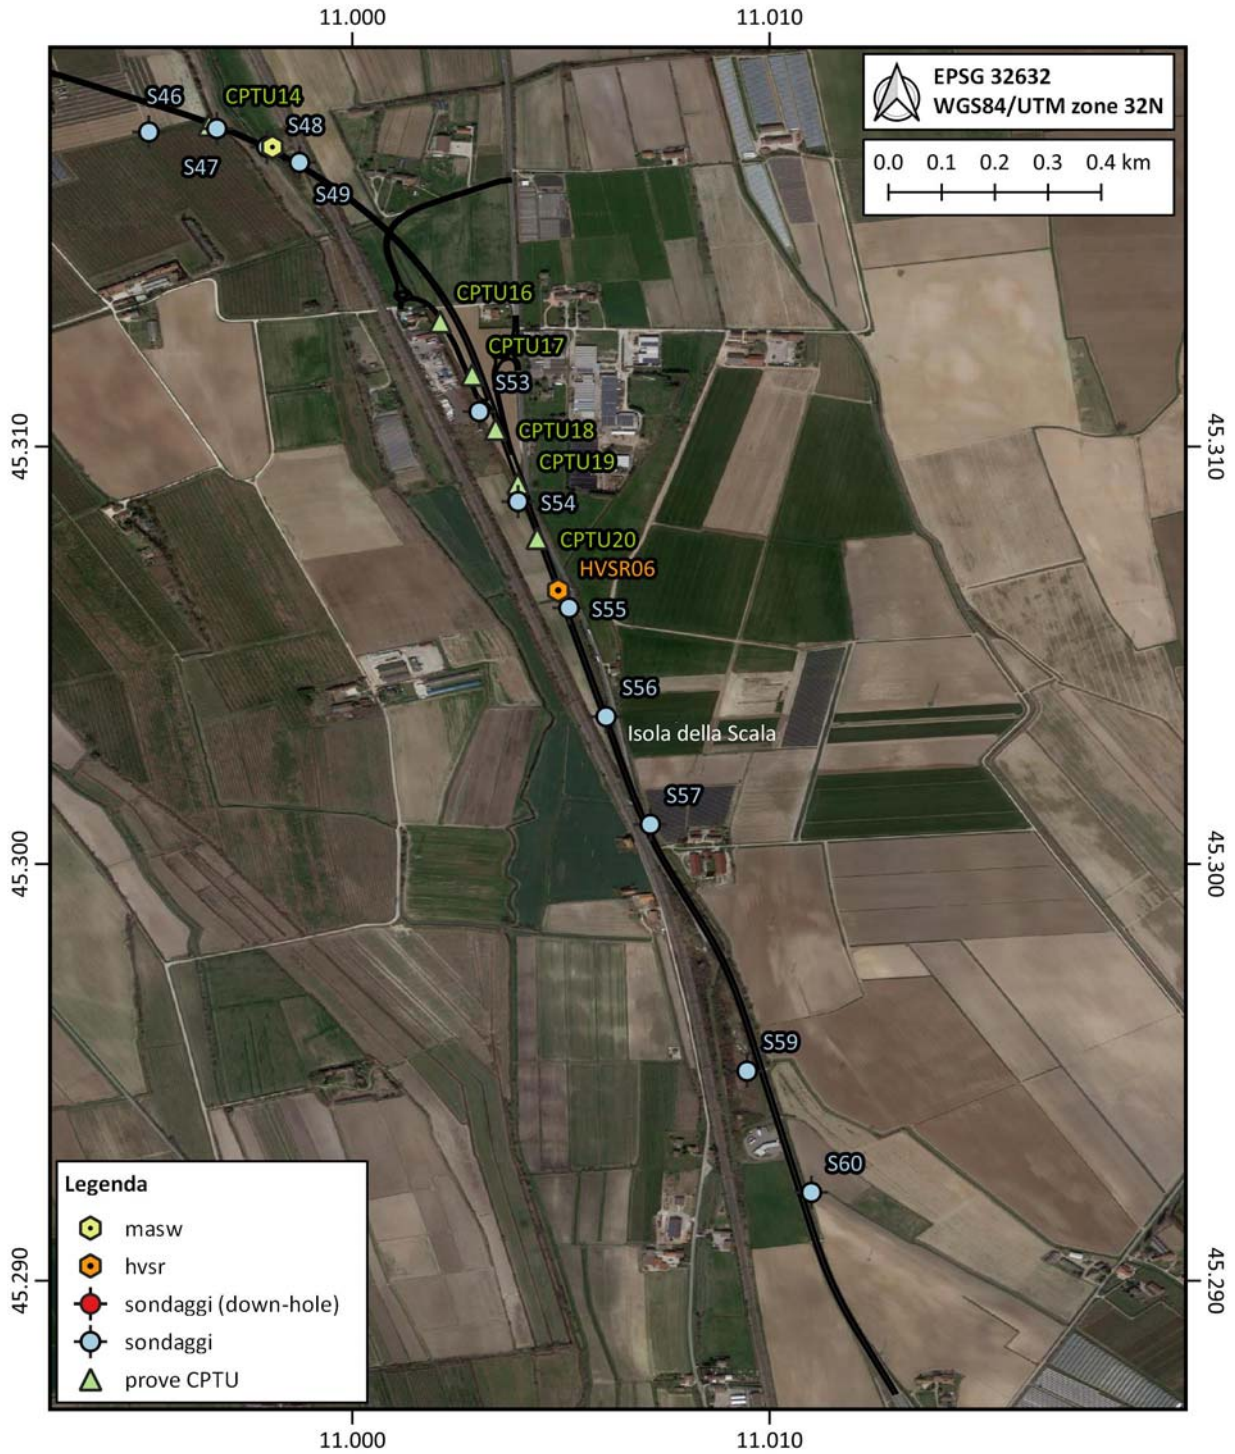 11.000
11.010
EPSG 32632
WGS84/UTM zone 32N
0.0 0.1 0.2 0.3 0.4 km
S46
CPTU14
S48
S47
S49
CPTU16
CPTU17
S53
CPTU18
45.310
45.310
CPTU19
S54
CPTU20
HVSR06
S55
S56
Isola della Scala
S57
45.300
45.300
S59
S60
45.290
45.290
Legenda
masw
hvsr
sondaggi (down-hole)
sondaggi
prove CPTU
11.000
11.010